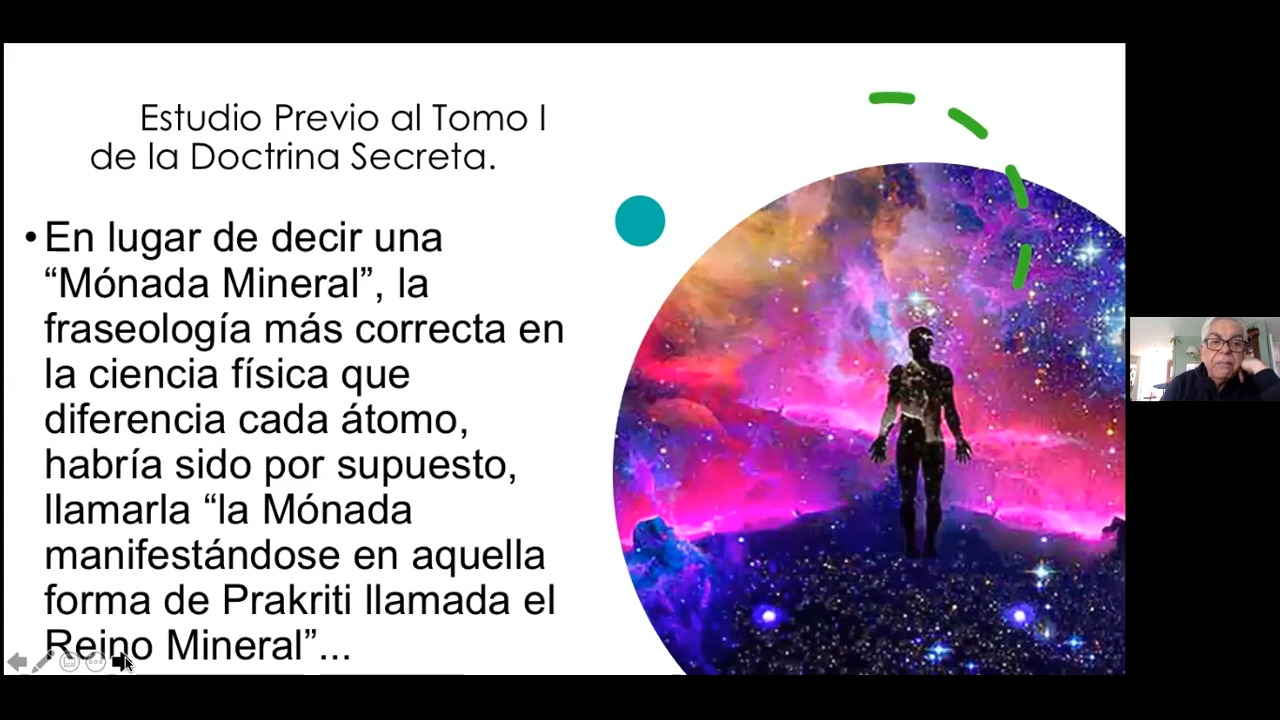 Estudio Previo al Tomo I
de la Doctrina Secreta.
• En lugar de decir una
“Mónada Mineral”, la
fraseología más correcta en
la ciencia física que
diferencia cada átomo,
habría sido por supuesto,
llamarla “la Mónada
manifestándose en aquella
forma de Prakriti llamada el
Reino Mineral”...